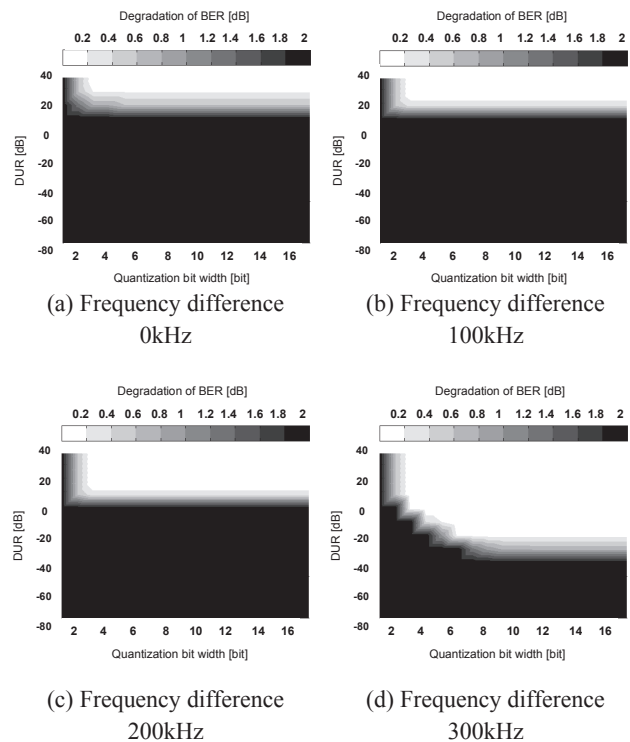 Degradation of BER [dB]
0.2 0.4 0.6 0.8 1 1.2 1.4 1.6 1.8 2
40
20
0
-20
-40
-60
-80
DUR [dB]
2 4 6 8 10 12 14 16
Quantization bit width [bit]
(a) Frequency difference
0kHz
Degradation of BER [dB]
0.2 0.4 0.6 0.8 1 1.2 1.4 1.6 1.8 2
40
20
0
-20
-40
-60
-80
DUR [dB]
2 4 6 8 10 12 14 16
Quantization bit width [bit]
(b) Frequency difference
100kHz
Degradation of BER [dB]
0.2 0.4 0.6 0.8 1 1.2 1.4 1.6 1.8 2
40
20
0
-20
-40
-60
-80
DUR [dB]
2 4 6 8 10 12 14 16
Quantization bit width [bit]
(c) Frequency difference
200kHz
Degradation of BER [dB]
0.2 0.4 0.6 0.8 1 1.2 1.4 1.6 1.8 2
40
20
0
-20
-40
-60
-80
DUR [dB]
2 4 6 8 10 12 14 16
Quantization bit width [bit]
(d) Frequency difference
300kHz